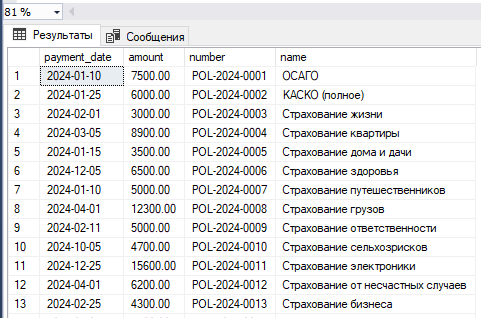 81 %
Результаты Сообщения
payment_date amount number name
1 2024-01-10 7500.00 POL-2024-0001 ОСАГО
2 2024-01-25 6000.00 POL-2024-0002 КАСКО (полное)
3 2024-02-01 3000.00 POL-2024-0003 Страхование жизни
4 2024-03-05 8900.00 POL-2024-0004 Страхование квартиры
5 2024-01-15 3500.00 POL-2024-0005 Страхование дома и дачи
6 2024-12-05 6500.00 POL-2024-0006 Страхование здоровья
7 2024-01-10 5000.00 POL-2024-0007 Страхование путешественников
8 2024-04-01 12300.00 POL-2024-0008 Страхование грузов
9 2024-02-11 5000.00 POL-2024-0009 Страхование ответственности
10 2024-10-05 4700.00 POL-2024-0010 Страхование сельхозрисков
11 2024-12-25 15600.00 POL-2024-0011 Страхование электроники
12 2024-04-01 6200.00 POL-2024-0012 Страхование от несчастных случаев
13 2024-02-25 4300.00 POL-2024-0013 Страхование бизнеса